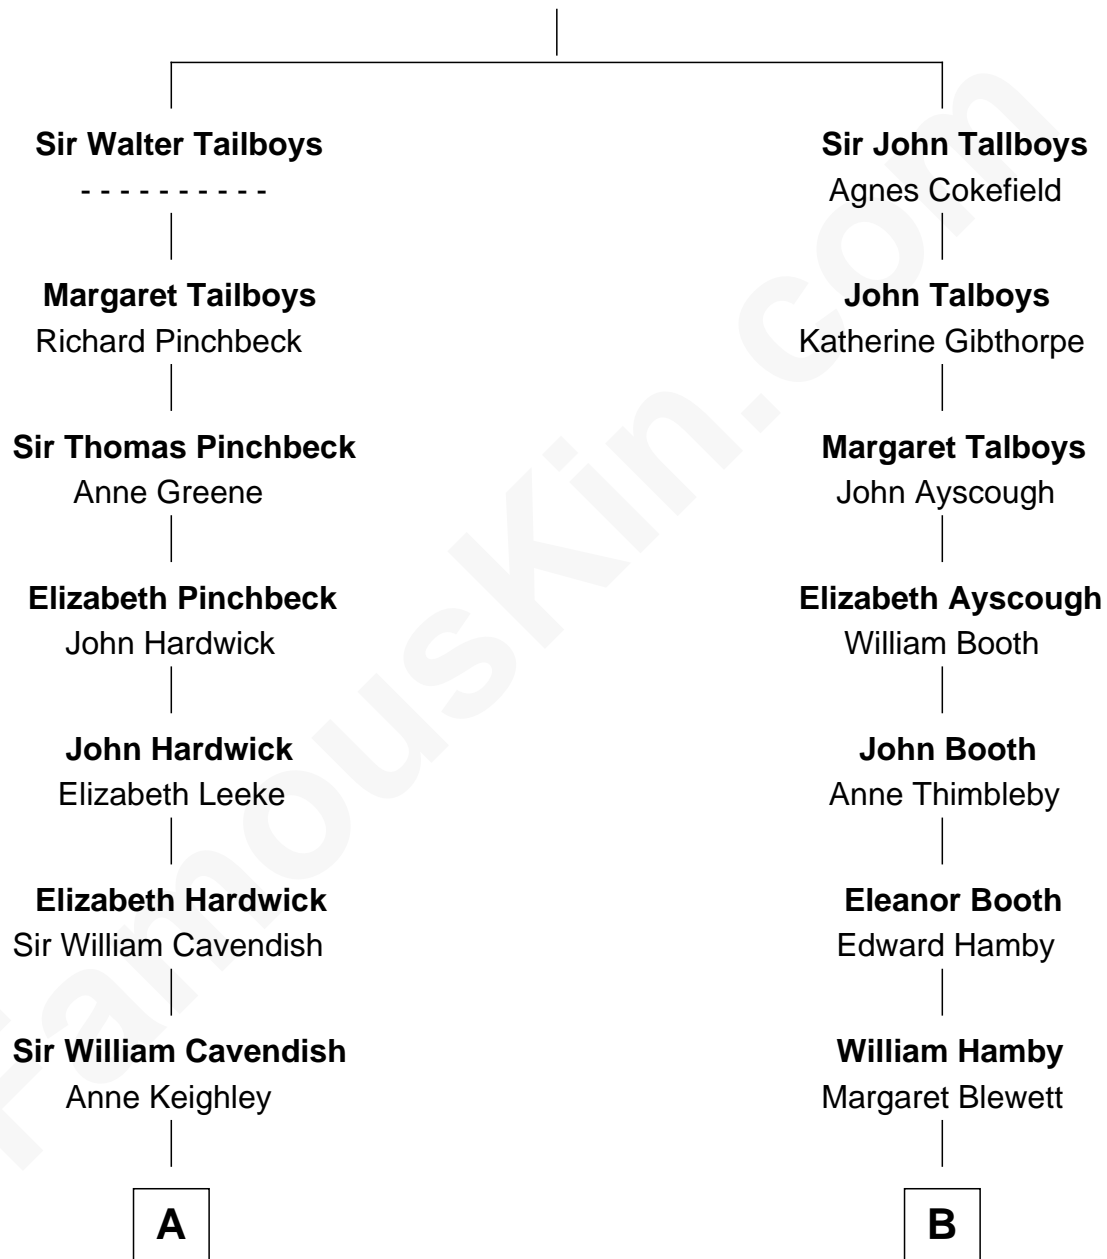 Sir Walter Tailboys
- - - - - - - - - -
Margaret Tailboys
Richard Pinchbeck
Sir Thomas Pinchbeck
Anne Greene
Elizabeth Pinchbeck
John Hardwick
John Hardwick
Elizabeth Leeke
Elizabeth Hardwick
Sir William Cavendish
Sir William Cavendish
Anne Keighley
A
Sir John Tallboys
Agnes Cokefield
John Talboys
Katherine Gibthorpe
Margaret Talboys
John Ayscough
Elizabeth Ayscough
William Booth
John Booth
Anne Thimbleby
Eleanor Booth
Edward Hamby
William Hamby
Margaret Blewett
B
FamousKin.com